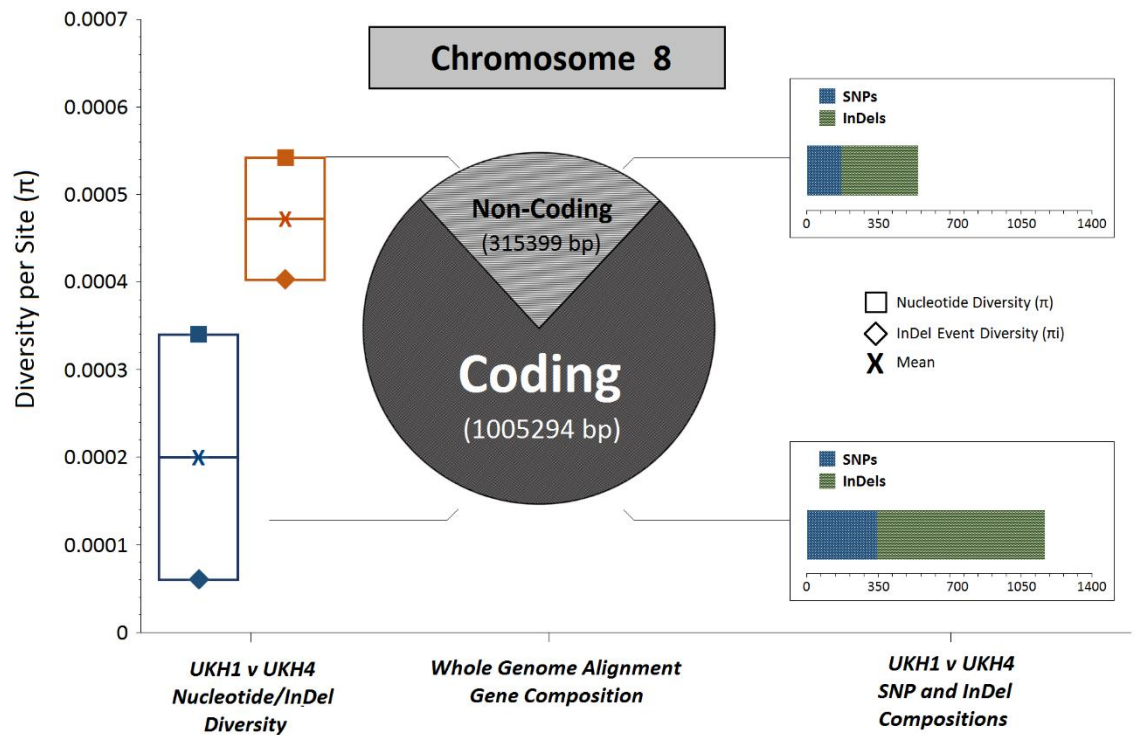 Chromosome 8
Diversity per Site (π)
0.0007
0.0006
0.0005
0.0004
0.0003
0.0002
0.0001
0
X
X
Non-Coding
(315399 bp)
Coding
(1005294 bp)
SNPs
InDels
0 350 700 1050 1400
Nucleotide Diversity (π)
InDel Event Diversity (πi)
X Mean
SNPs
InDels
0 350 700 1050 1400
UKH1 v UKH4
Nucleotide/InDel
Diversity
Whole Genome Alignment
Gene Composition
UKH1 v UKH4
SNP and InDel
Compositions